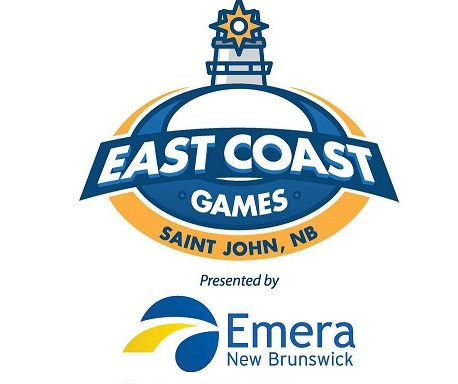 EAST COAST
GAMES
SAINT JOHN, NB
Presented by
Emera
New Brunswick